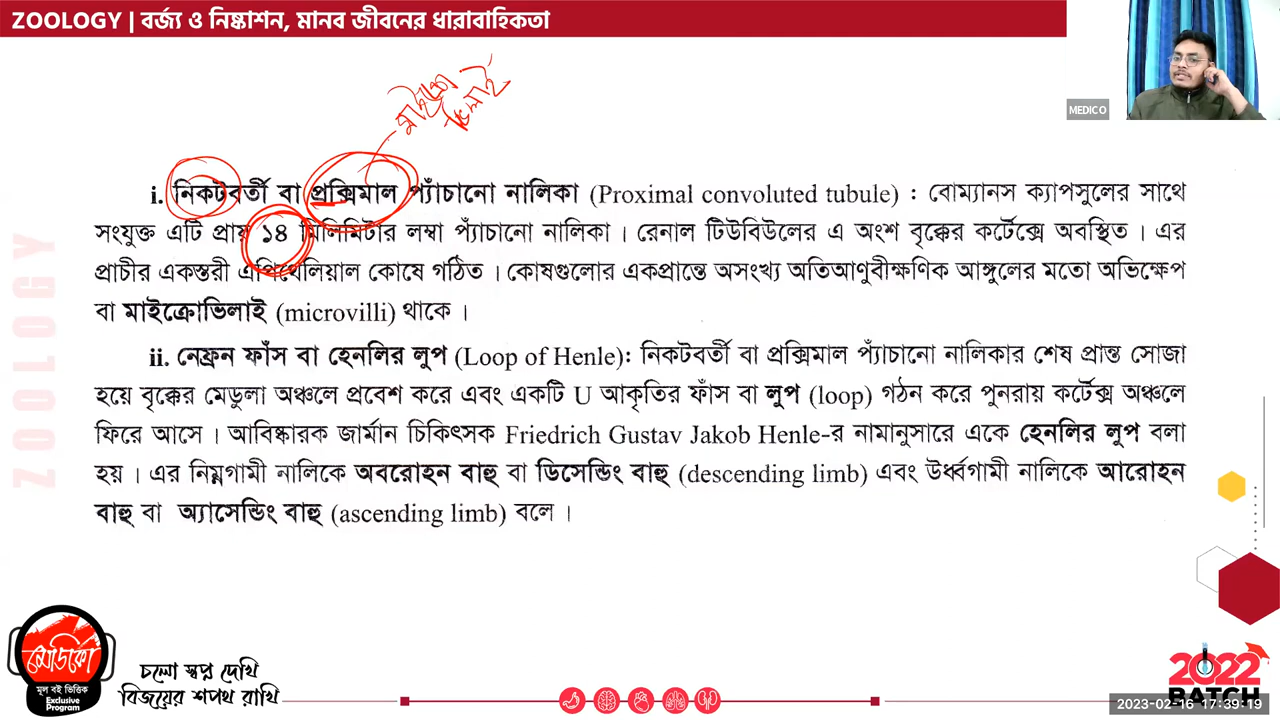 ZOOLOGY | বর্জ্য ও নিষ্কাশন, মানব জীবনের ধারাবাহিকতা
MEDICO
মাইক্রো
ভিলাই
i. নিকটবর্তী বা প্রক্সিমাল প্যাঁচানো নালিকা (Proximal convoluted tubule) : বোম্যানস ক্যাপসুলের সাথে
সংযুক্ত এটি প্রায় ১৪ মিলিমিটার লম্বা প্যাঁচানো নালিকা। রেনাল টিউবিউলের এ অংশ বৃক্কের কর্টেক্সে অবস্থিত। এর
প্রাচীর একস্তরী এপিথেলিয়াল কোষে গঠিত। কোষগুলোর একপ্রান্তে অসংখ্য অতিআণুবীক্ষণিক আঙ্গুলের মতো অভিক্ষেপ
বা মাইক্রোভিলাই (microvilli) থাকে।
ii. নেফ্রন ফাঁস বা হেনলির লুপ (Loop of Henle): নিকটবর্তী বা প্রক্সিমাল প্যাঁচানো নালিকার শেষ প্রান্ত সোজা
হয়ে বৃক্কের মেডুলা অঞ্চলে প্রবেশ করে এবং একটি U আকৃতির ফাঁস বা লুপ (loop) গঠন করে পুনরায় কর্টেক্স অঞ্চলে
ফিরে আসে। আবিষ্কারক জার্মান চিকিৎসক Friedrich Gustav Jakob Henle-র নামানুসারে একে হেনলির লুপ বলা
হয়। এর নিম্নগামী নালিকে অবরোহন বাহু বা ডিসেন্ডিং বাহু (descending limb) এবং উর্ধ্বগামী নালিকে আরোহন
বাহু বা অ্যাসেন্ডিং বাহু (ascending limb) বলে।
ZOOLOGY
মেডিকো
মূল বই ভিত্তিক
Exclusive
Program
চলো স্বপ্ন দেখি
বিজয়ের শপথ রাখি
2022
BATCH
2023-02-16 17:39:19